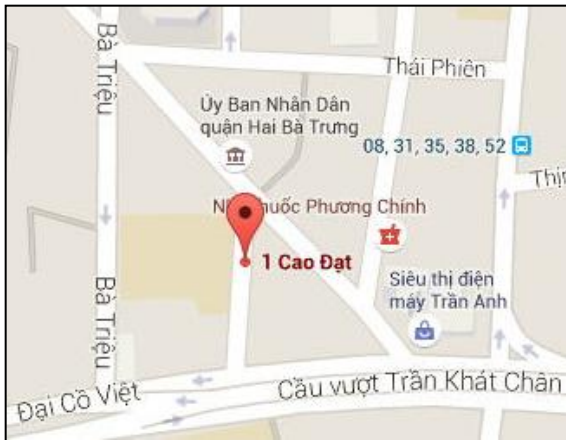 Bà Triệu
Thái Phiên
Ủy Ban Nhân Dân
quận Hai Bà Trưng
08, 31, 35, 38, 52
Thịn
huốc Phương Chính
1 Cao Đạt
Bà Triệu
Siêu thị điện
máy Trần Anh
Đại Cồ Việt
Cầu vượt Trần Khát Chân